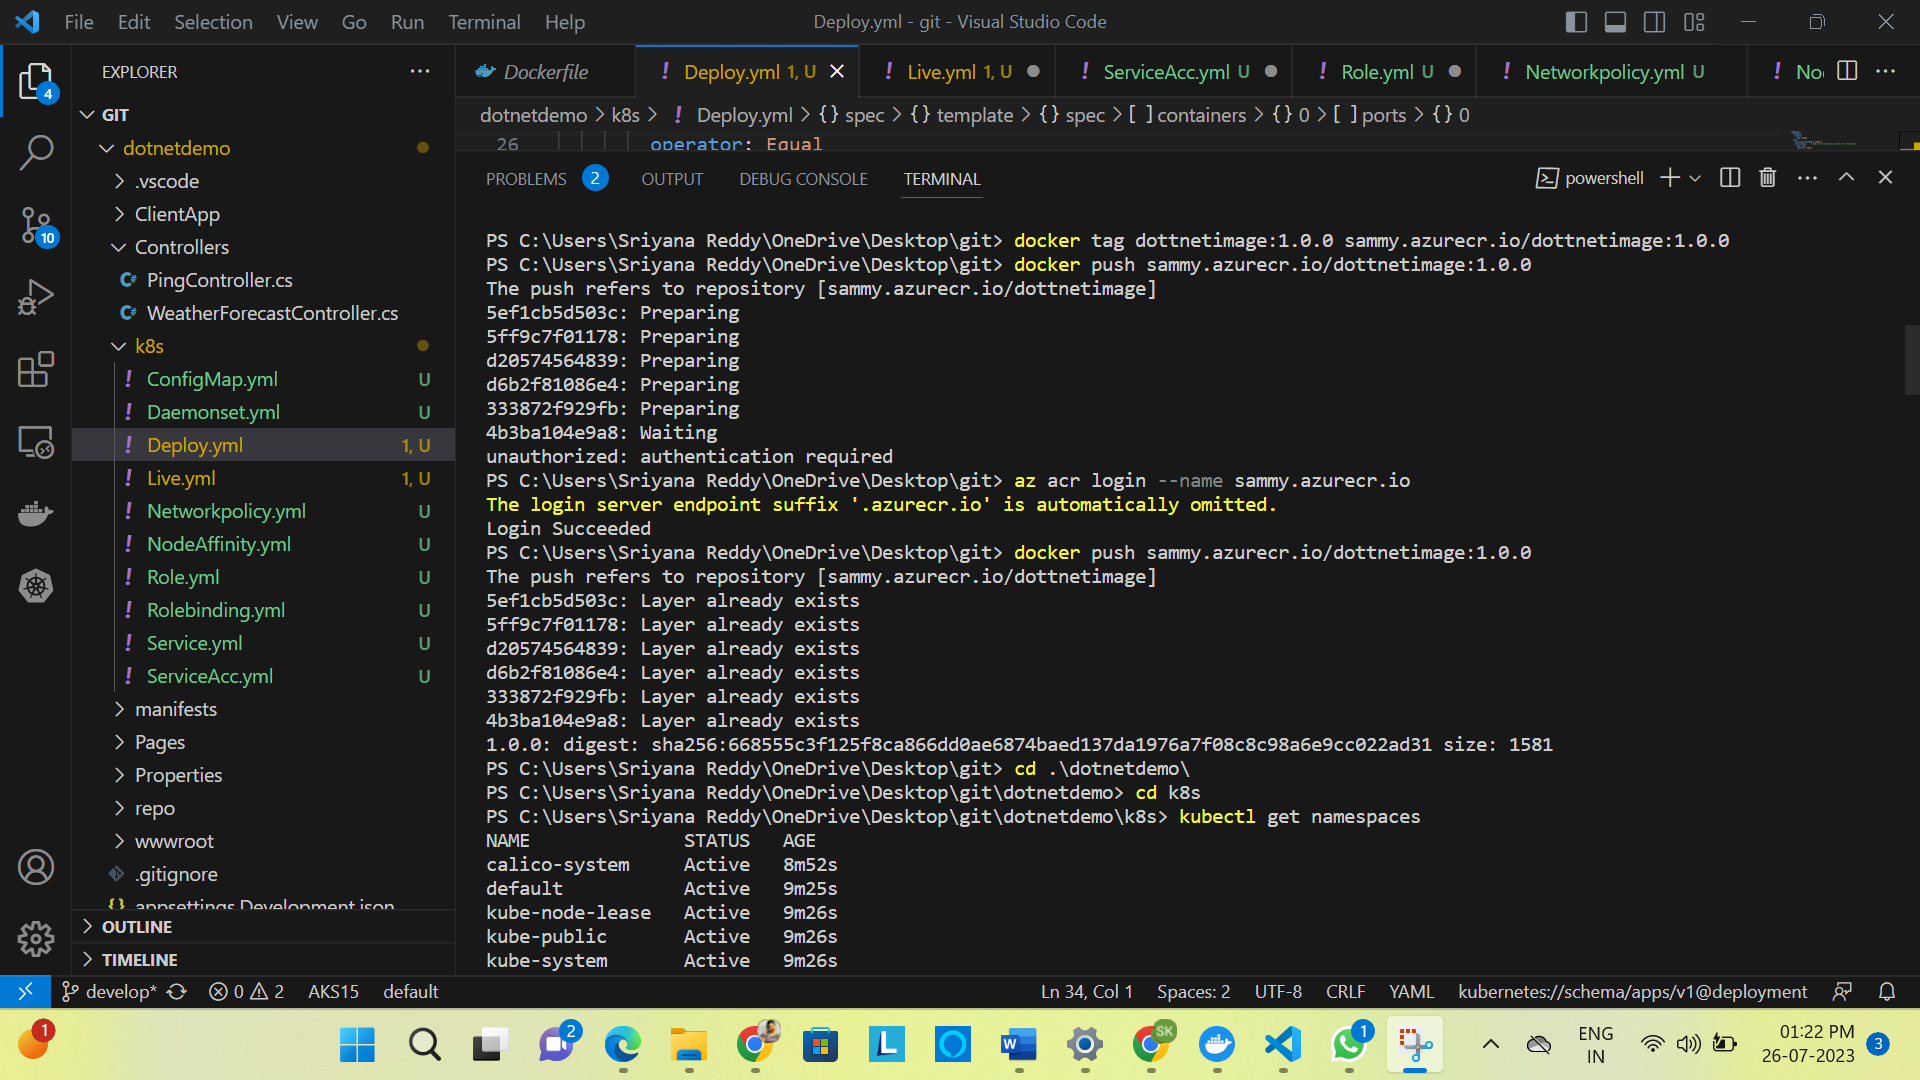 File Edit Selection View Go Run Terminal Help
Deploy.yml - git - Visual Studio Code
EXPLORER
Dockerfile
Deploy.yml 1, U
Live.yml 1, U
ServiceAcc.yml U
Role.yml U
Networkpolicy.yml U
GIT
dotnetdemo > k8s > ! Deploy.yml > {} spec > {} template > {} spec > [ ] containers > {} 0 > [ ] ports > {} 0
26 operator: Equal
dotnetdemo
.vscode
ClientApp
Controllers
PingController.cs
WeatherForecastController.cs
k8s
ConfigMap.yml U
Daemonset.yml U
Deploy.yml 1, U
Live.yml 1, U
Networkpolicy.yml U
NodeAffinity.yml U
Role.yml U
Rolebinding.yml U
Service.yml U
ServiceAcc.yml U
manifests
Pages
Properties
repo
wwwroot
.gitignore
appsettings.Development.json
OUTLINE
TIMELINE
4
10
PROBLEMS 2 OUTPUT DEBUG CONSOLE TERMINAL
powershell
PS C:\Users\Sriyana Reddy\OneDrive\Desktop\git> docker tag dottnetimage:1.0.0 sammy.azurecr.io/dottnetimage:1.0.0
PS C:\Users\Sriyana Reddy\OneDrive\Desktop\git> docker push sammy.azurecr.io/dottnetimage:1.0.0
The push refers to repository [sammy.azurecr.io/dottnetimage]
5ef1cb5d503c: Preparing
5ff9c7f01178: Preparing
d20574564839: Preparing
d6b2f81086e4: Preparing
333872f929fb: Preparing
4b3ba104e9a8: Waiting
unauthorized: authentication required
PS C:\Users\Sriyana Reddy\OneDrive\Desktop\git> az acr login --name sammy.azurecr.io
The login server endpoint suffix '.azurecr.io' is automatically omitted.
Login Succeeded
PS C:\Users\Sriyana Reddy\OneDrive\Desktop\git> docker push sammy.azurecr.io/dottnetimage:1.0.0
The push refers to repository [sammy.azurecr.io/dottnetimage]
5ef1cb5d503c: Layer already exists
5ff9c7f01178: Layer already exists
d20574564839: Layer already exists
d6b2f81086e4: Layer already exists
333872f929fb: Layer already exists
4b3ba104e9a8: Layer already exists
1.0.0: digest: sha256:668555c3f125f8ca866dd0ae6874baed137da1976a7f08c8c98a6e9cc022ad31 size: 1581
PS C:\Users\Sriyana Reddy\OneDrive\Desktop\git> cd .\dotnetdemo\
PS C:\Users\Sriyana Reddy\OneDrive\Desktop\git\dotnetdemo> cd k8s
PS C:\Users\Sriyana Reddy\OneDrive\Desktop\git\dotnetdemo\k8s> kubectl get namespaces
NAME STATUS AGE
calico-system Active 8m52s
default Active 9m25s
kube-node-lease Active 9m26s
kube-public Active 9m26s
kube-system Active 9m26s
develop* 0 2 AKS15 default
Ln 34, Col 1 Spaces: 2 UTF-8 CRLF YAML kubernetes://schema/apps/v1@deployment
1
2
SK
1
ENG
IN
01:22 PM
26-07-2023
3